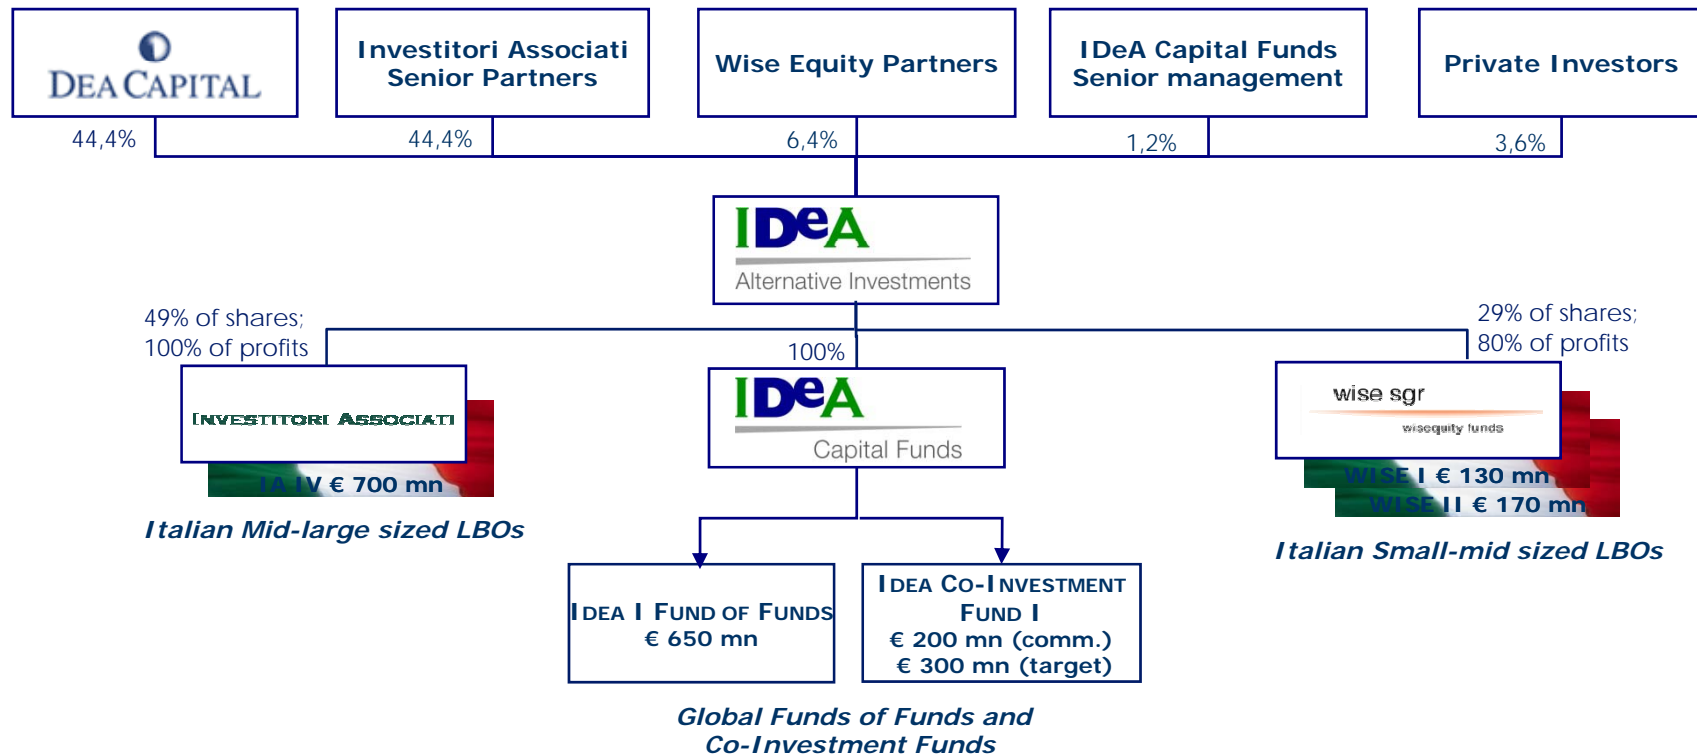 DEA CAPITAL
Investitori Associati
Senior Partners
Wise Equity Partners
IDeA Capital Funds
Senior management
Private Investors
44,4%
44,4%
6,4%
1,2%
3,6%
IDeA
Alternative Investments
49% of shares;
100% of profits
100%
29% of shares;
80% of profits
INVESTITORI ASSOCIATI
IA IV € 700 mn
Italian Mid-large sized LBOs
IDeA
Capital Funds
wise sgr
wisequity funds
WISE I € 130 mn
WISE II € 170 mn
Italian Small-mid sized LBOs
IDEA I FUND OF FUNDS
€ 650 mn
IDEA CO-INVESTMENT
FUND I
€ 200 mn (comm.)
€ 300 mn (target)
Global Funds of Funds and
Co-Investment Funds